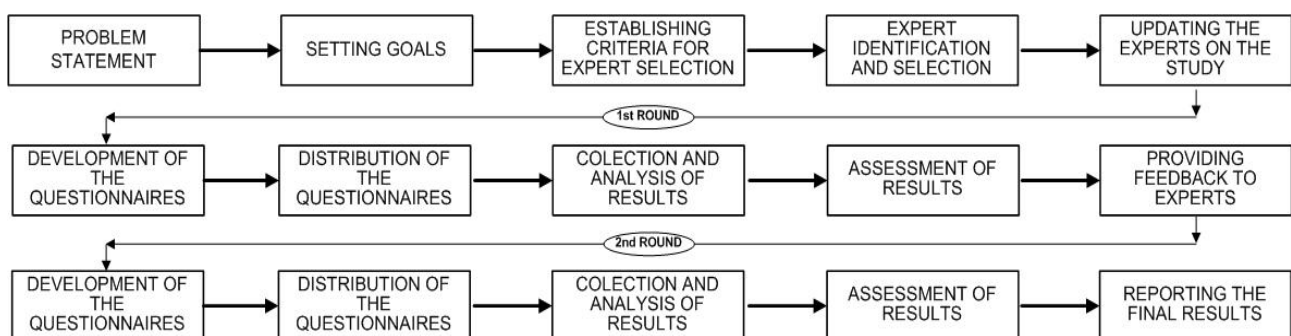 PROBLEM
STATEMENT
SETTING GOALS
ESTABLISHING
CRITERIA FOR
EXPERT SELECTION
EXPERT
IDENTIFICATION
AND SELECTION
UPDATING THE
EXPERTS ON THE
STUDY
1st ROUND
DEVELOPMENT OF
THE
QUESTIONNAIRES
DISTRIBUTION OF
THE
QUESTIONNAIRES
COLECTION AND
ANALYSIS OF
RESULTS
ASSESSMENT OF
RESULTS
PROVIDING
FEEDBACK TO
EXPERTS
2nd ROUND
DEVELOPMENT OF
THE
QUESTIONNAIRES
DISTRIBUTION OF
THE
QUESTIONNAIRES
COLECTION AND
ANALYSIS OF
RESULTS
ASSESSMENT OF
RESULTS
REPORTING THE
FINAL RESULTS